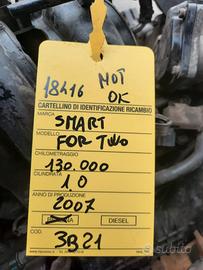 18416 MOT
OK
CARTELLINO DI IDENTIFICAZIONE RICAMBIO
MARCA
SMART
MODELLO
FOR TWO
CHILOMETRAGGIO
130.000
CILINDRATA
1.0
ANNO DI PRODUZIONE
2007
DIESEL
COD.
3B21
subito